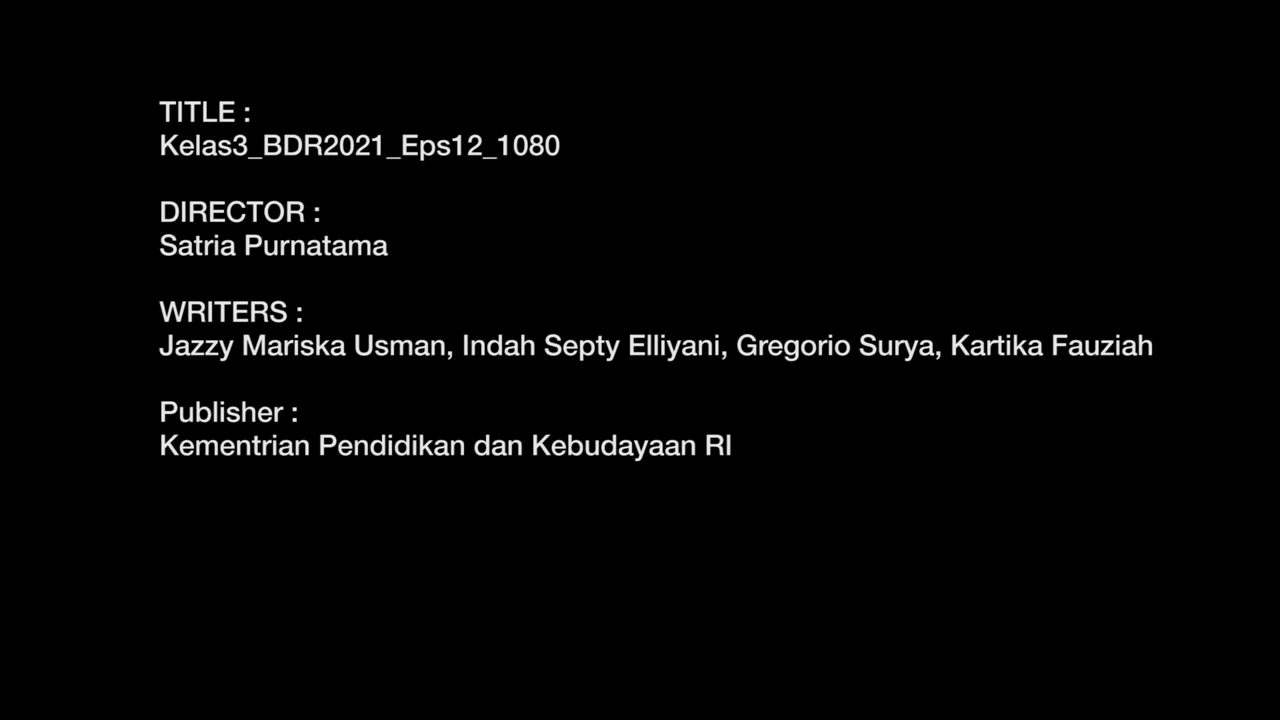 TITLE :
Kelas3_BDR2021_Eps12_1080
DIRECTOR :
Satria Purnatama
WRITERS :
Jazzy Mariska Usman, Indah Septy Elliyani, Gregorio Surya, Kartika Fauziah
Publisher :
Kementrian Pendidikan dan Kebudayaan RI